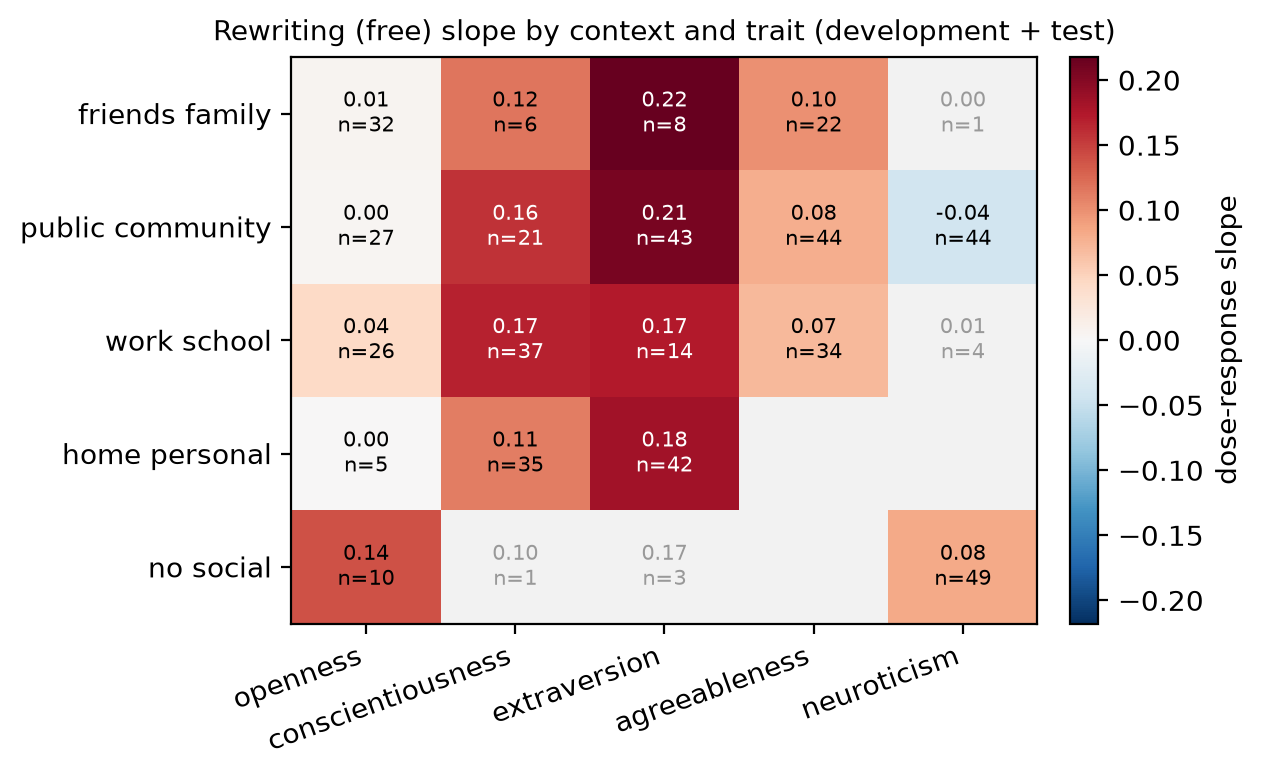 Rewriting (free) slope by context and trait (development + test)
friends family
0.01
n=32
0.12
n=6
0.22
n=8
0.10
n=22
0.00
n=1
public community
0.00
n=27
0.16
n=21
0.21
n=43
0.08
n=44
-0.04
n=44
work school
0.04
n=26
0.17
n=37
0.17
n=14
0.07
n=34
0.01
n=4
home personal
0.00
n=5
0.11
n=35
0.18
n=42
no social
0.14
n=10
0.10
n=1
0.17
n=3
0.08
n=49
openness
conscientiousness
extraversion
agreeableness
neuroticism
0.20
0.15
0.10
0.05
0.00
−0.05
−0.10
−0.15
−0.20
dose-response slope